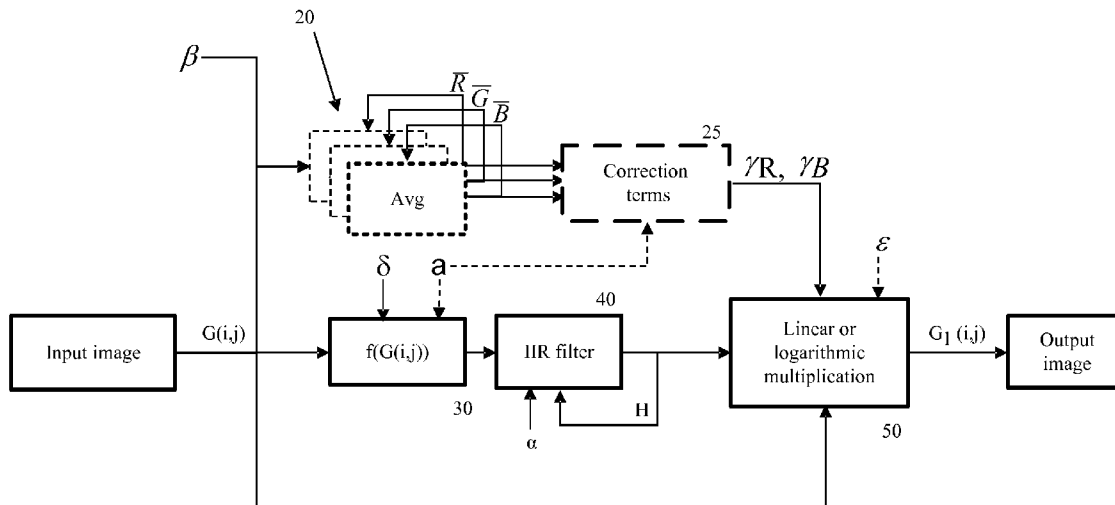 20
β
R̅
G̅
B̅
25
Correction
terms
γR, γB
Avg
δ
a
ε
40
G(i,j)
Input image
f(G(i,j))
IIR filter
Linear or
logarithmic
multiplication
G₁ (i,j)
Output
image
30
H
α
50